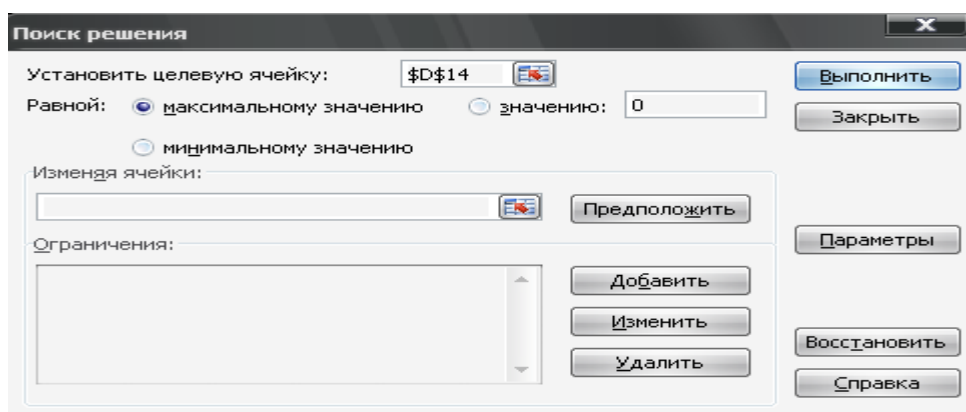 Поиск решения
Установить целевую ячейку: $D$14
Выполнить
Равной: максимальному значению значению: 0
Закрыть
минимальному значению
Изменяя ячейки:
Предположить
Ограничения:
Параметры
Добавить
Изменить
Восстановить
Удалить
Справка